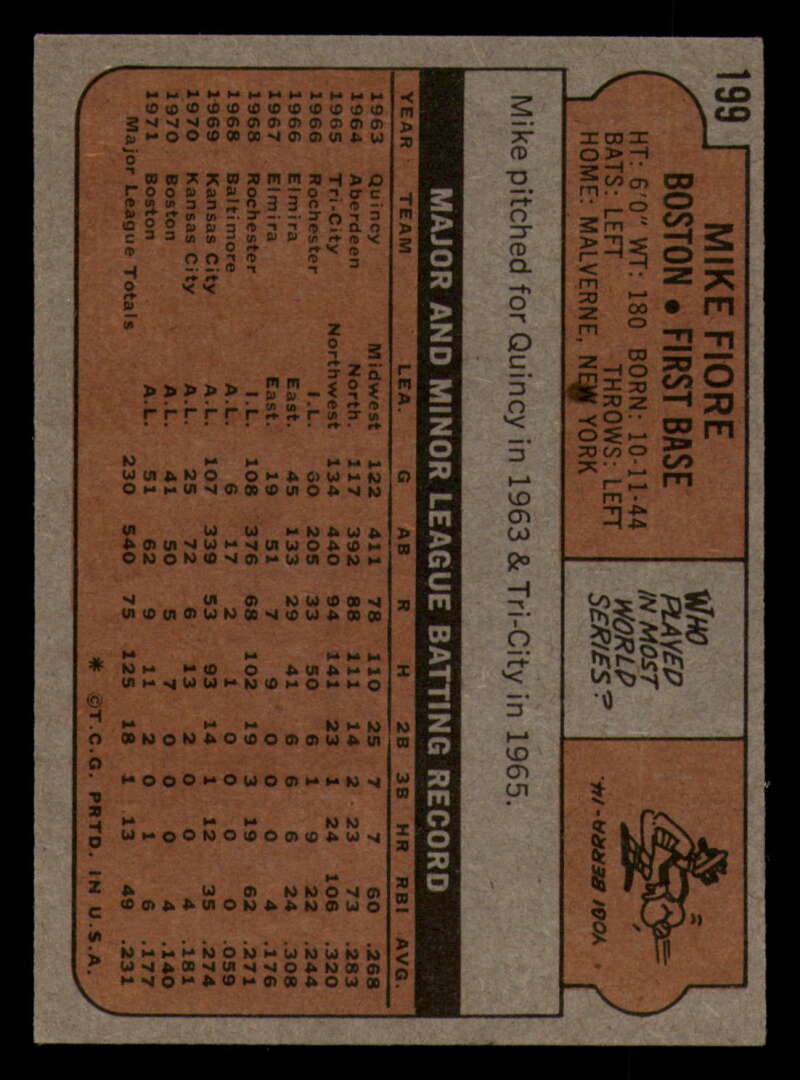 199
MIKE FIORE
BOSTON • FIRST BASE
HT: 6'0" WT: 180 BORN: 10-11-44
BATS: LEFT THROWS: LEFT
HOME: MALVERNE, NEW YORK
WHO
PLAYED
IN MOST
WORLD
SERIES?
YOGI BERRA-14.
Mike pitched for Quincy in 1963 & Tri-City in 1965.
MAJOR AND MINOR LEAGUE BATTING RECORD
YEAR TEAM LEA. G AB R H 2B 3B HR RBI AVG.
1963 Quincy Midwest 122 411 78 110 25 7 7 60 .268
1964 Aberdeen North. 117 392 88 111 14 2 23 73 .283
1965 Tri-City Northwest 134 440 94 141 23 1 24 106 .320
1966 Rochester I.L. 60 205 33 50 6 1 9 22 .244
1966 Elmira East. 45 133 29 41 6 6 6 24 .308
1967 Elmira East. 19 51 7 9 0 0 0 4 .176
1968 Rochester I.L. 108 376 68 102 19 3 19 62 .271
1968 Baltimore A.L. 6 17 2 1 0 0 0 0 .059
1969 Kansas City A.L. 107 339 53 93 14 1 12 35 .274
1970 Kansas City A.L. 25 72 6 13 2 0 0 4 .181
1970 Boston A.L. 41 50 5 7 0 0 0 4 .140
1971 Boston A.L. 51 62 9 11 2 0 1 6 .177
Major League Totals 230 540 75 125 18 1 13 49 .231
* ©T.C.G. PRTD. IN U.S.A.